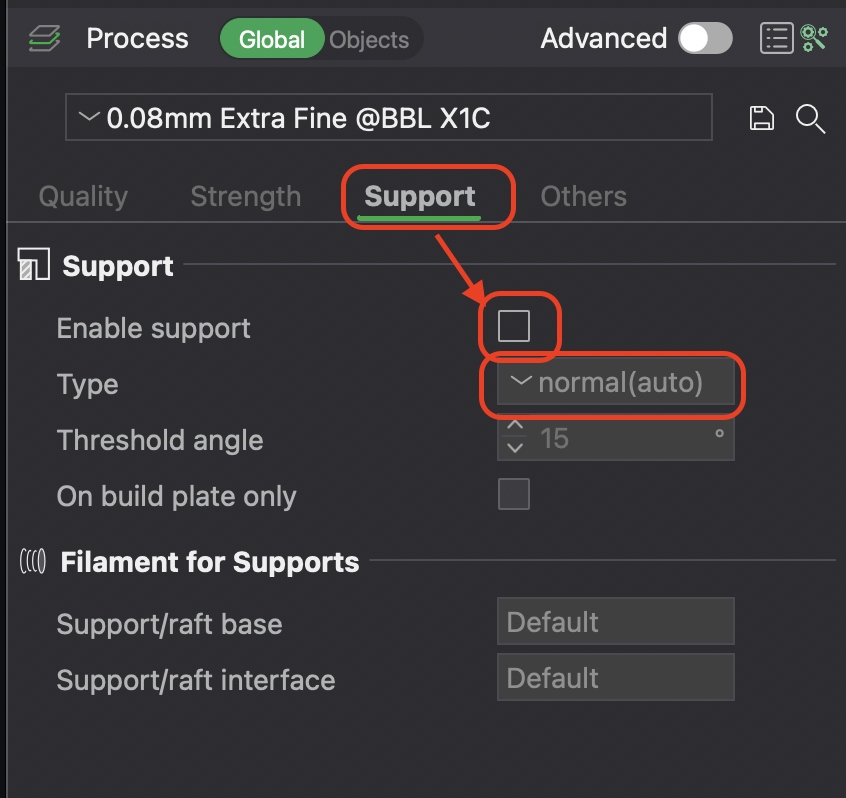 Process Global Objects Advanced
0.08mm Extra Fine @BBL X1C
Quality Strength Support Others
Support
Enable support
Type normal(auto)
Threshold angle 15 °
On build plate only
Filament for Supports
Support/raft base Default
Support/raft interface Default